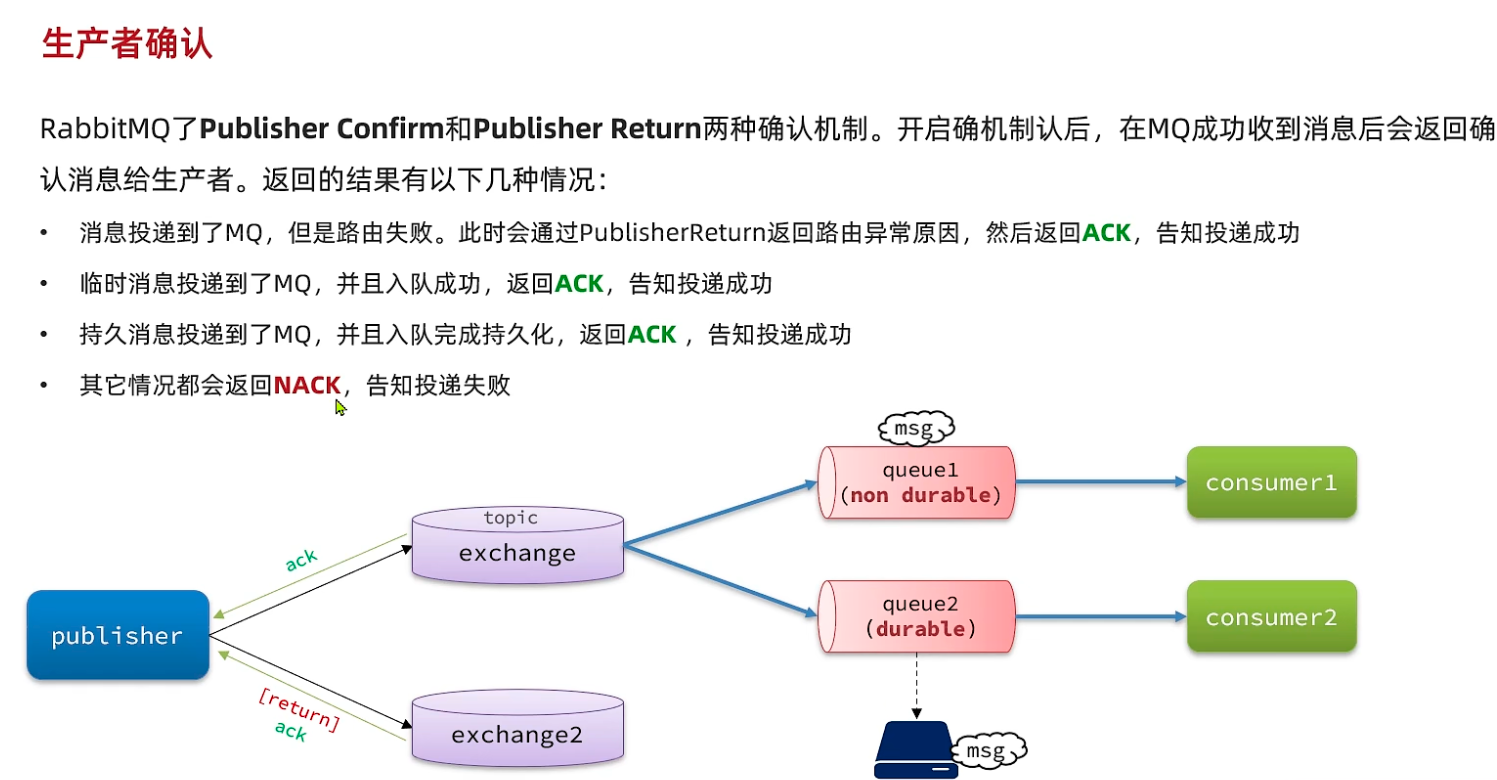 生产者确认
RabbitMQ了Publisher Confirm和Publisher Return两种确认机制。开启确机制认后，在MQ成功收到消息后会返回确
认消息给生产者。返回的结果有以下几种情况：
• 消息投递到了MQ，但是路由失败。此时会通过PublisherReturn返回路由异常原因，然后返回ACK，告知投递成功
• 临时消息投递到了MQ，并且入队成功，返回ACK，告知投递成功
• 持久消息投递到了MQ，并且入队完成持久化，返回ACK ，告知投递成功
• 其它情况都会返回NACK，告知投递失败
msg
queue1
(non durable)
consumer1
topic
exchange
ack
queue2
(durable)
consumer2
publisher
[return]
ack
exchange2
msg